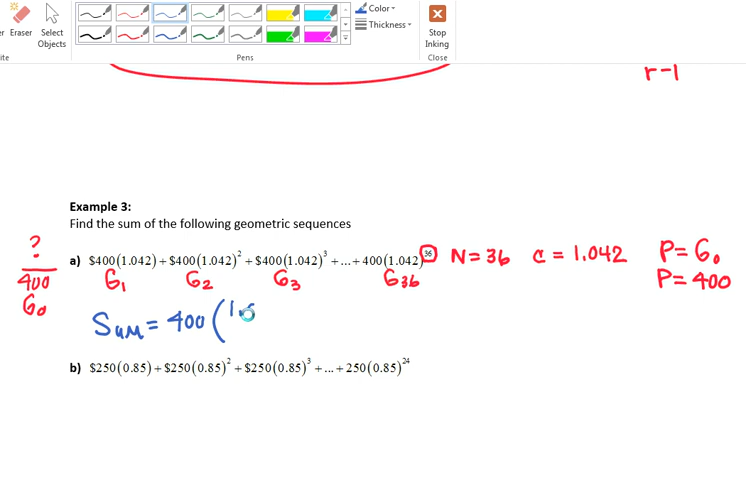 er Eraser Select Objects Color Thickness Stop Inking
ite Pens Close
r-1
Example 3:
Find the sum of the following geometric sequences
? 400 G₀
a) $400(1.042)+$400(1.042)²+$400(1.042)³+...+400(1.042)³⁶ N=36 c=1.042 P=G₀
G₁ G₂ G₃ G₃₆ P=400
Sum=400(
b) $250(0.85)+$250(0.85)²+$250(0.85)³+...+250(0.85)²⁴